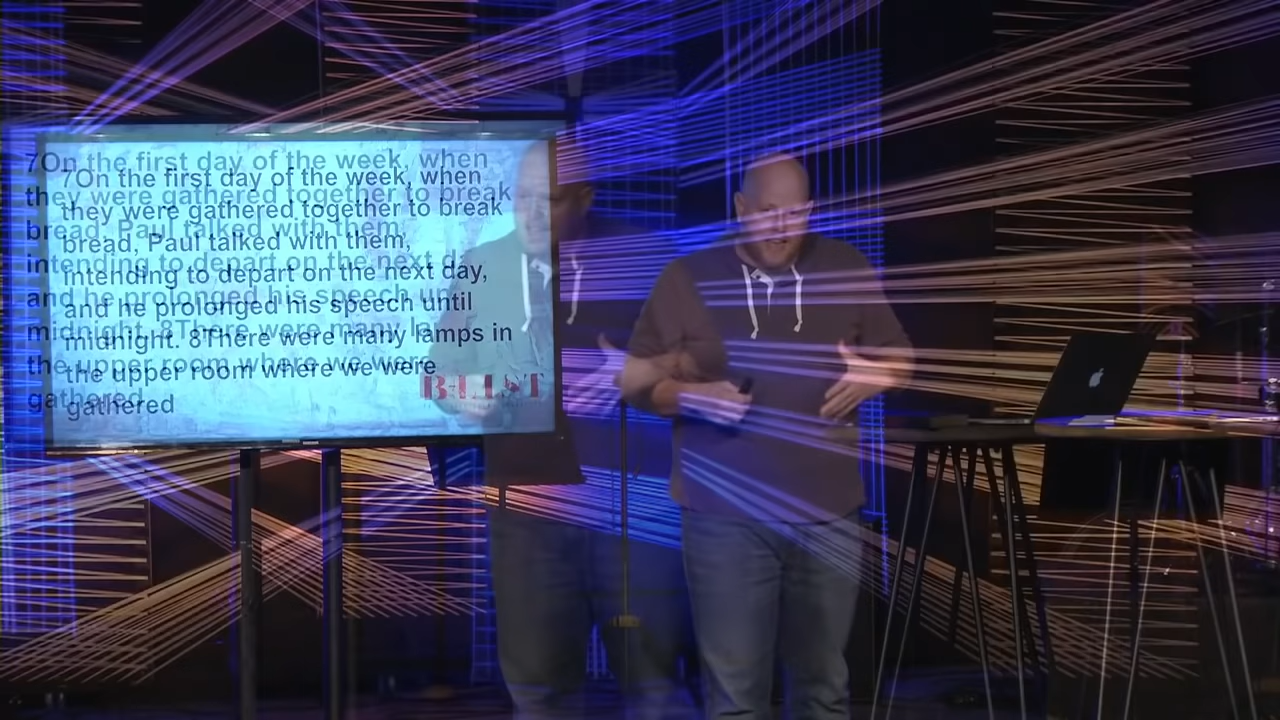 7On the first day of the week, when
they were gathered together to break
bread, Paul talked with them,
intending to depart on the next day,
and he prolonged his speech until
midnight. 8There were many lamps in
the upper room where we were
gathered
B-LIST